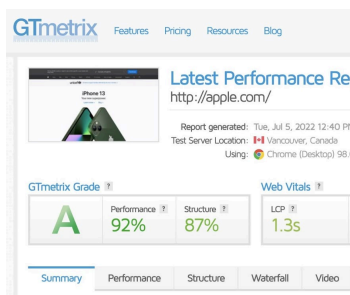 GTmetrix Features Pricing Resources Blog
Latest Performance Re
http://apple.com/
iPhone 13
Report generated: Tue, Jul 5, 2022 12:40 PM
Test Server Location: Vancouver, Canada
Using: Chrome (Desktop) 98.
GTmetrix Grade ? Web Vitals ?
A Performance ? Structure ? LCP ?
92% 87% 1.3s
Summary Performance Structure Waterfall Video